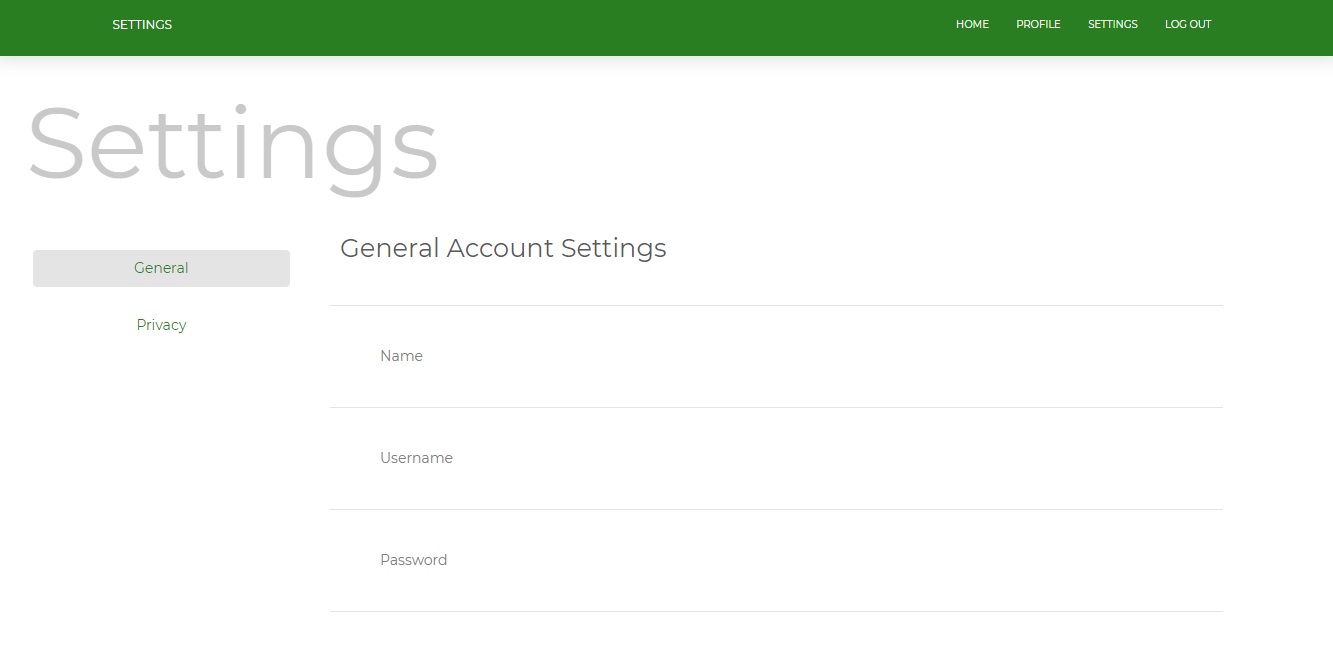 SETTINGS HOME PROFILE SETTINGS LOG OUT
Settings
General Account Settings
General
Privacy
Name
Username
Password